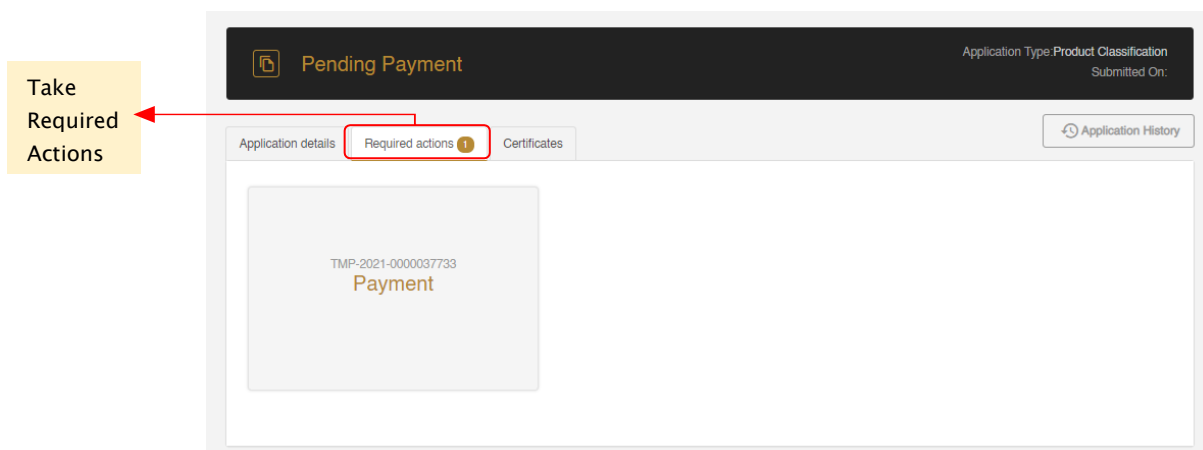 Take
Required
Actions
Pending Payment
Application Type:Product Classification
Submitted On:
Application details
Required actions 1
Certificates
Application History
TMP-2021-0000037733
Payment